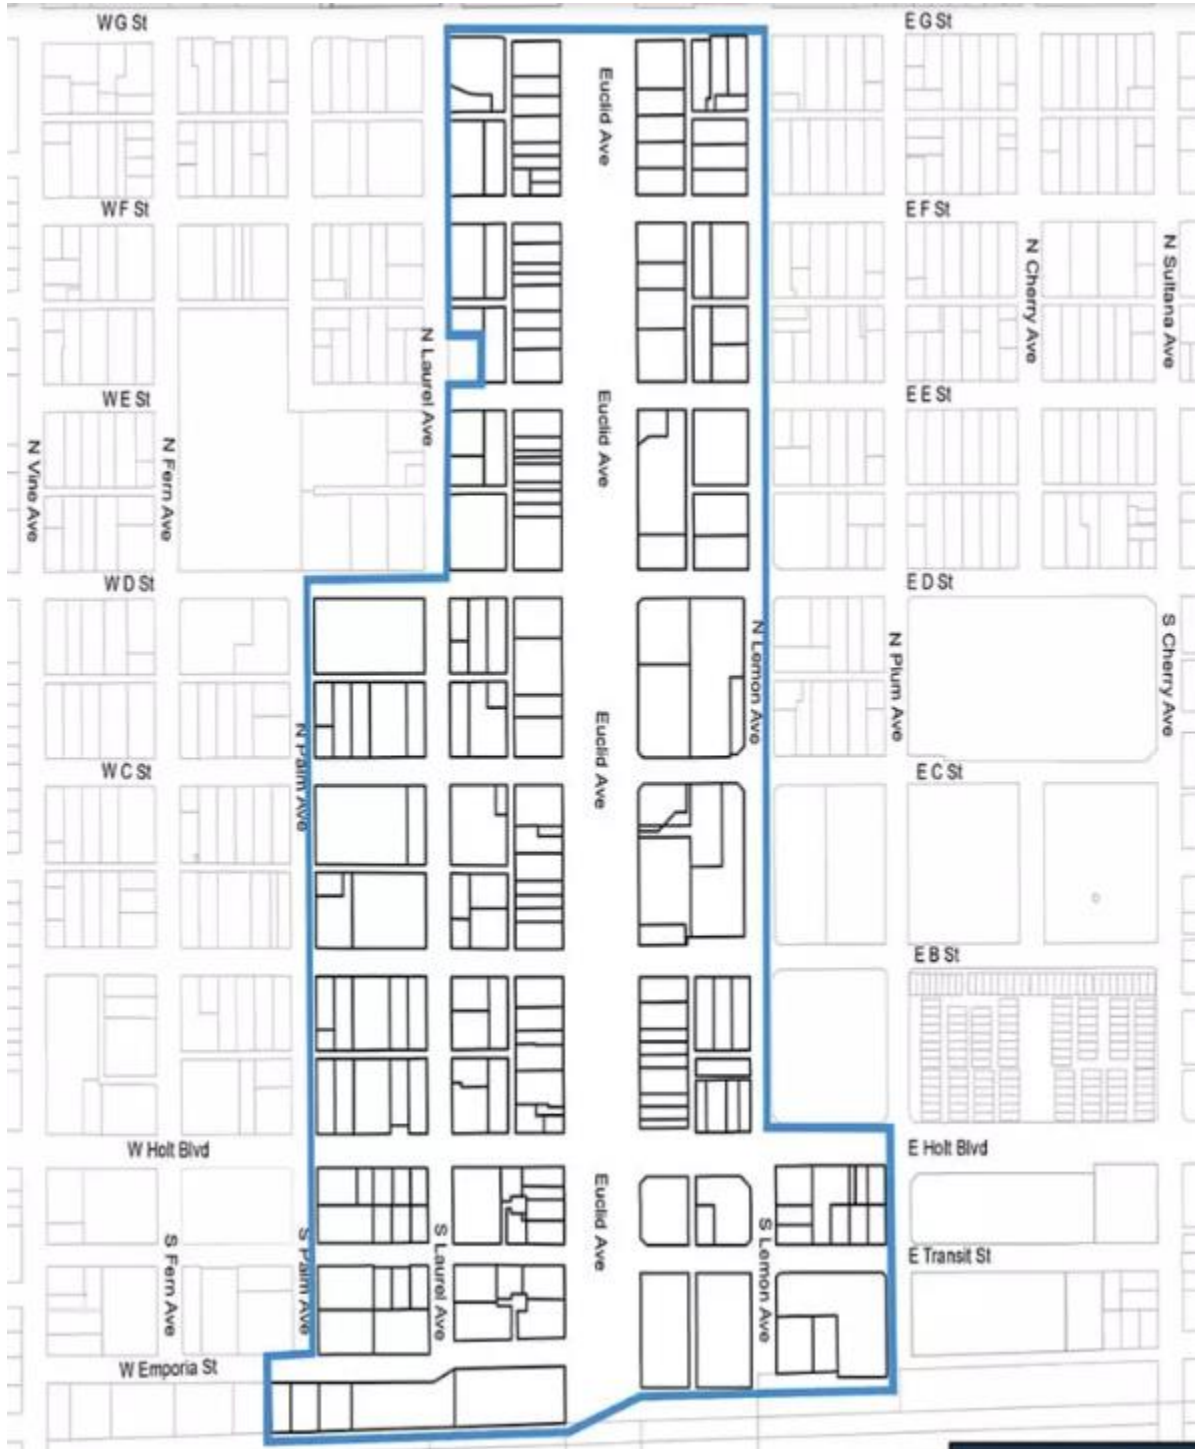 W G St
E G St
Euclid Ave
W F St
E F St
N Cherry Ave
N Sultana Ave
N Laurel Ave
W E St
E E St
Euclid Ave
N Vine Ave
N Fern Ave
W D St
E D St
N Lemon Ave
N Plum Ave
S Cherry Ave
N Palm Ave
Euclid Ave
W C St
E C St
E B St
W Holt Blvd
E Holt Blvd
Euclid Ave
S Fern Ave
S Palm Ave
S Laurel Ave
S Lemon Ave
E Transit St
W Emporia St